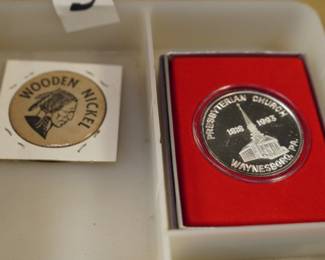 WOODEN
NICKEL
PRESBYTERIAN CHURCH
1818 1993
WAYNESBORO, PA.